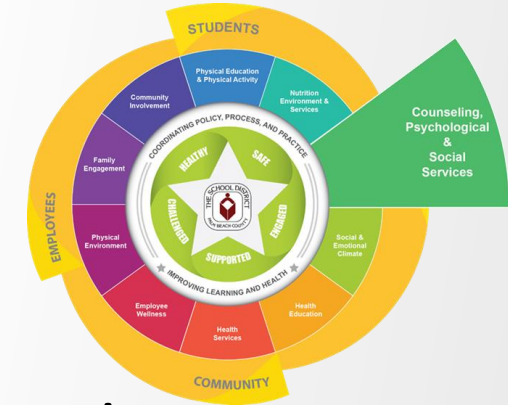 STUDENTS
Physical Education
& Physical Activity
Nutrition
Environment &
Services
Counseling,
Psychological
&
Social
Services
Social &
Emotional
Climate
Health
Education
Health
Services
Employee
Wellness
Physical
Environment
Family
Engagement
Community
Involvement
EMPLOYEES
COMMUNITY
COORDINATING POLICY, PROCESS, AND PRACTICE
IMPROVING LEARNING AND HEALTH
HEALTHY
SAFE
ENGAGED
SUPPORTED
CHALLENGED
THE SCHOOL DISTRICT
PALM BEACH COUNTY